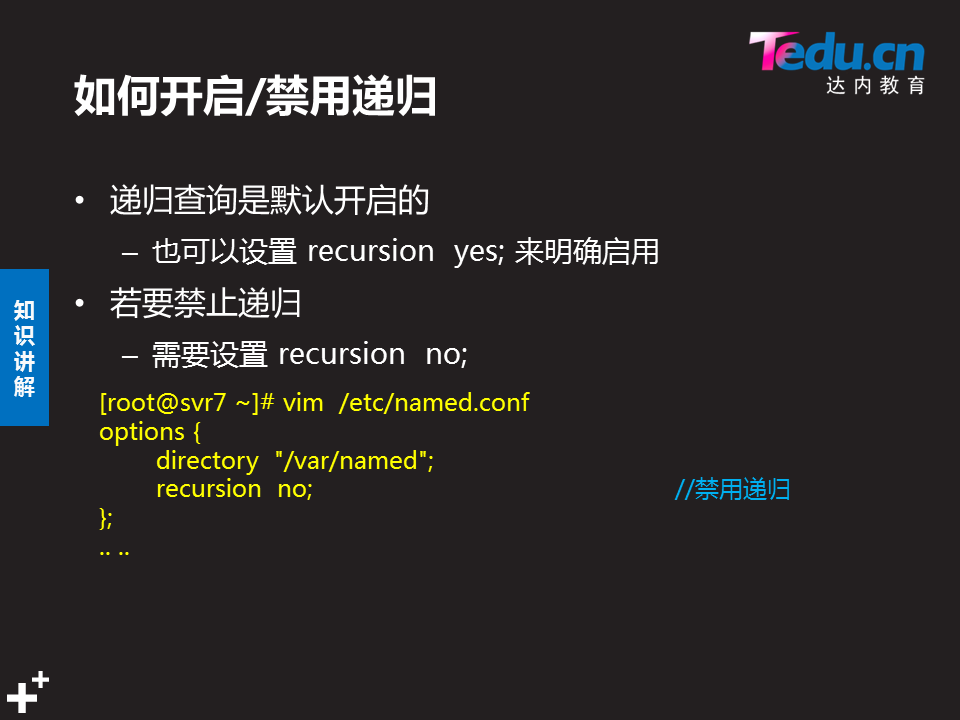 Tedu.cn
达内教育
如何开启/禁用递归
• 递归查询是默认开启的
– 也可以设置 recursion yes; 来明确启用
• 若要禁止递归
– 需要设置 recursion no;
知识讲解
[root@svr7 ~]# vim /etc/named.conf
options {
directory "/var/named";
recursion no; //禁用递归
};
.. ..